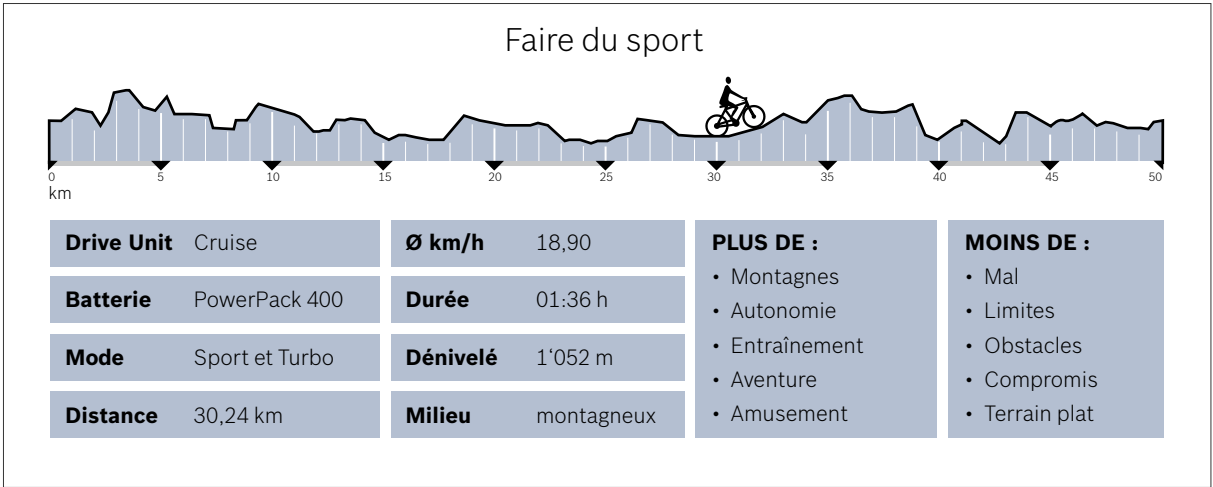 Faire du sport
0 5 10 15 20 25 30 35 40 45 50
km
Drive Unit Cruise
Batterie PowerPack 400
Mode Sport et Turbo
Distance 30,24 km
Ø km/h 18,90
Durée 01:36 h
Dénivelé 1‘052 m
Milieu montagneux
PLUS DE :
• Montagnes
• Autonomie
• Entraînement
• Aventure
• Amusement
MOINS DE :
• Mal
• Limites
• Obstacles
• Compromis
• Terrain plat